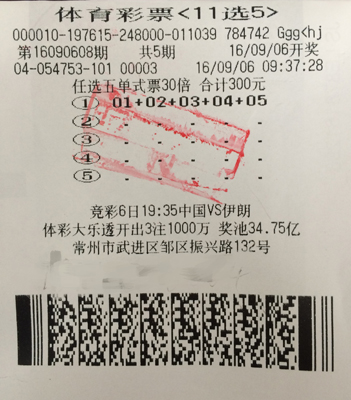 体育彩票<11选5>
000010-197615-248000-011039 784742 Ggg<hj
第16090608期 共5期 16/09/06开奖
04-054753-101 00003 16/09/06 09:37:28
任选五单式票30倍 合计300元
① 01+02+03+04+05
② - - - - -
③ - - - - -
④ - - - - -
⑤ - - - - -
竞彩6日19:35中国VS伊朗
体彩大乐透开出3注1000万 奖池34.75亿
常州市武进区邹区振兴路132号